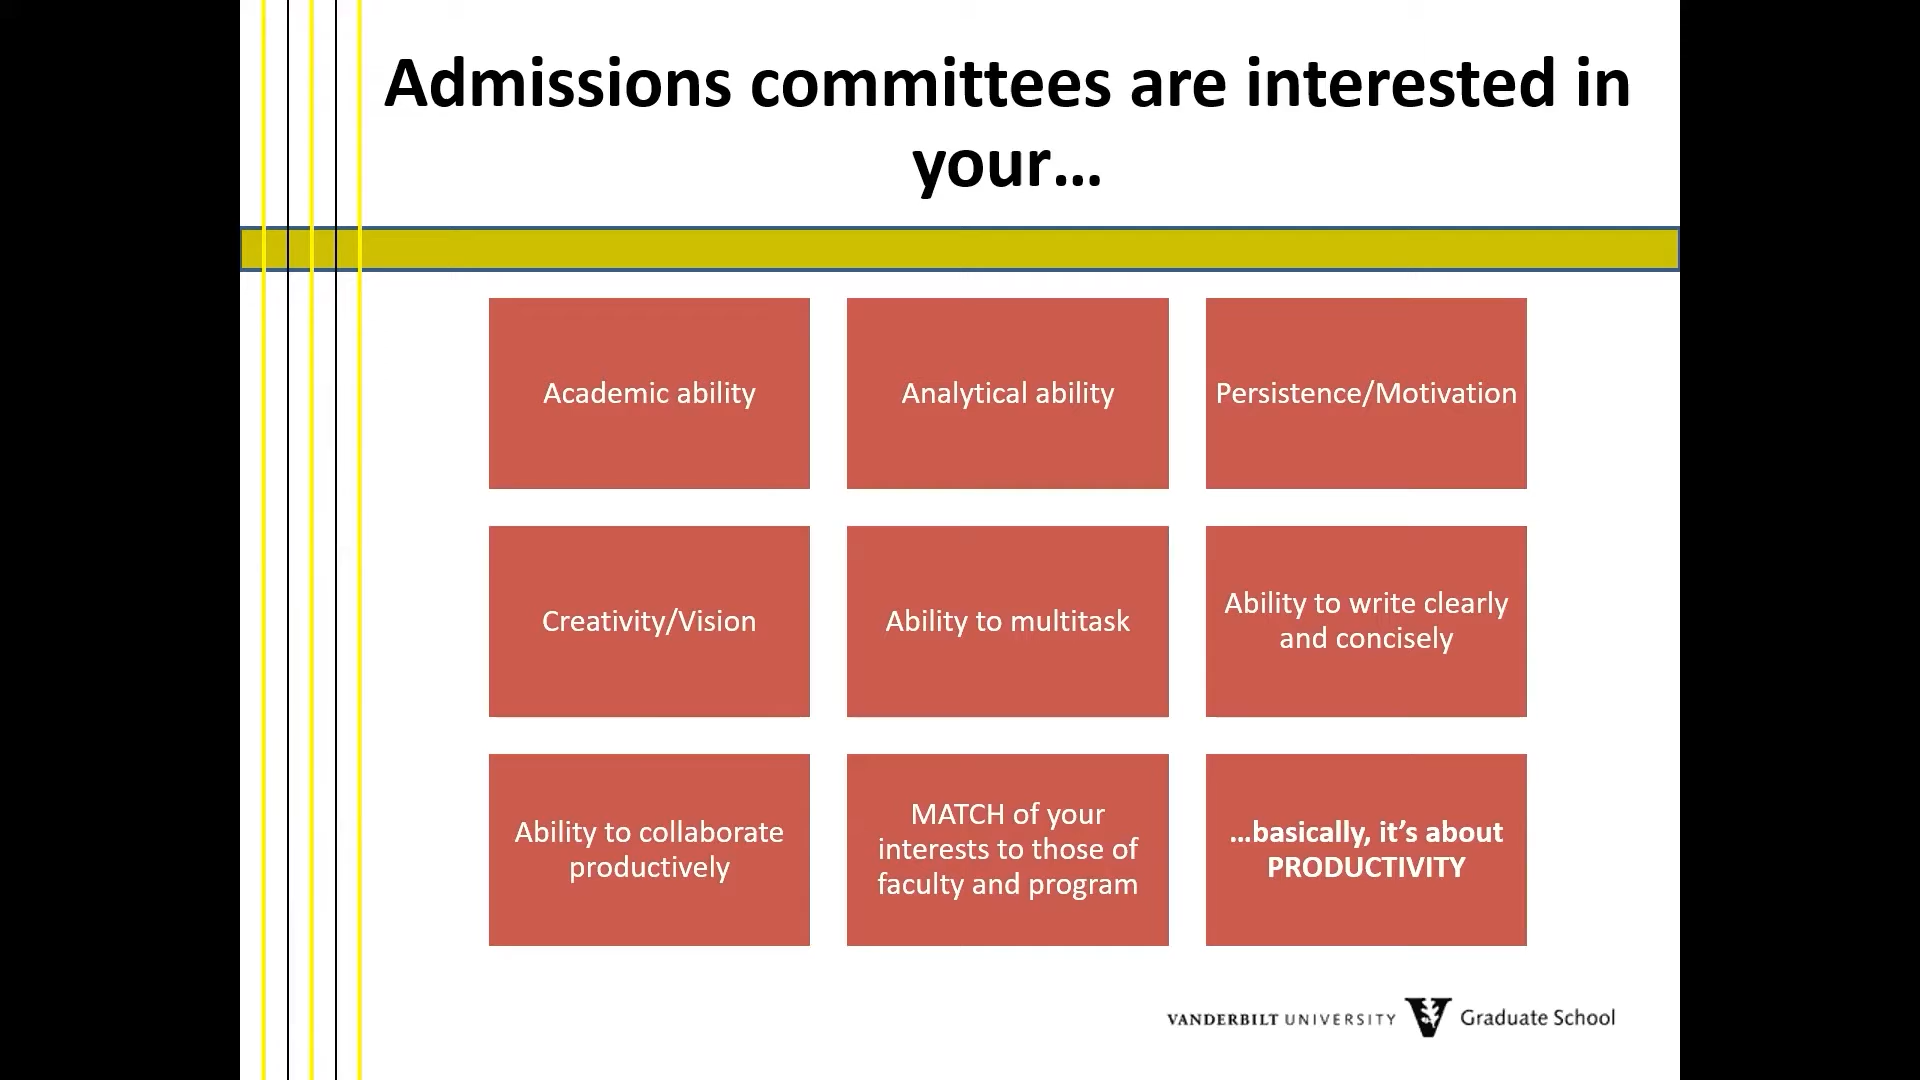 Admissions committees are interested in
your…
Academic ability
Analytical ability
Persistence/Motivation
Creativity/Vision
Ability to multitask
Ability to write clearly
and concisely
Ability to collaborate
productively
MATCH of your
interests to those of
faculty and program
…basically, it’s about
PRODUCTIVITY
VANDERBILT UNIVERSITY V Graduate School